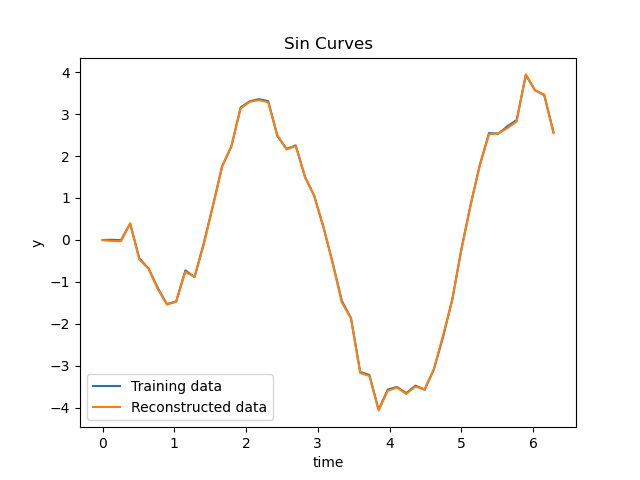 Sin Curves
4
3
2
1
0
−1
−2
−3
−4
y
Training data
Reconstructed data
0 1 2 3 4 5 6
time